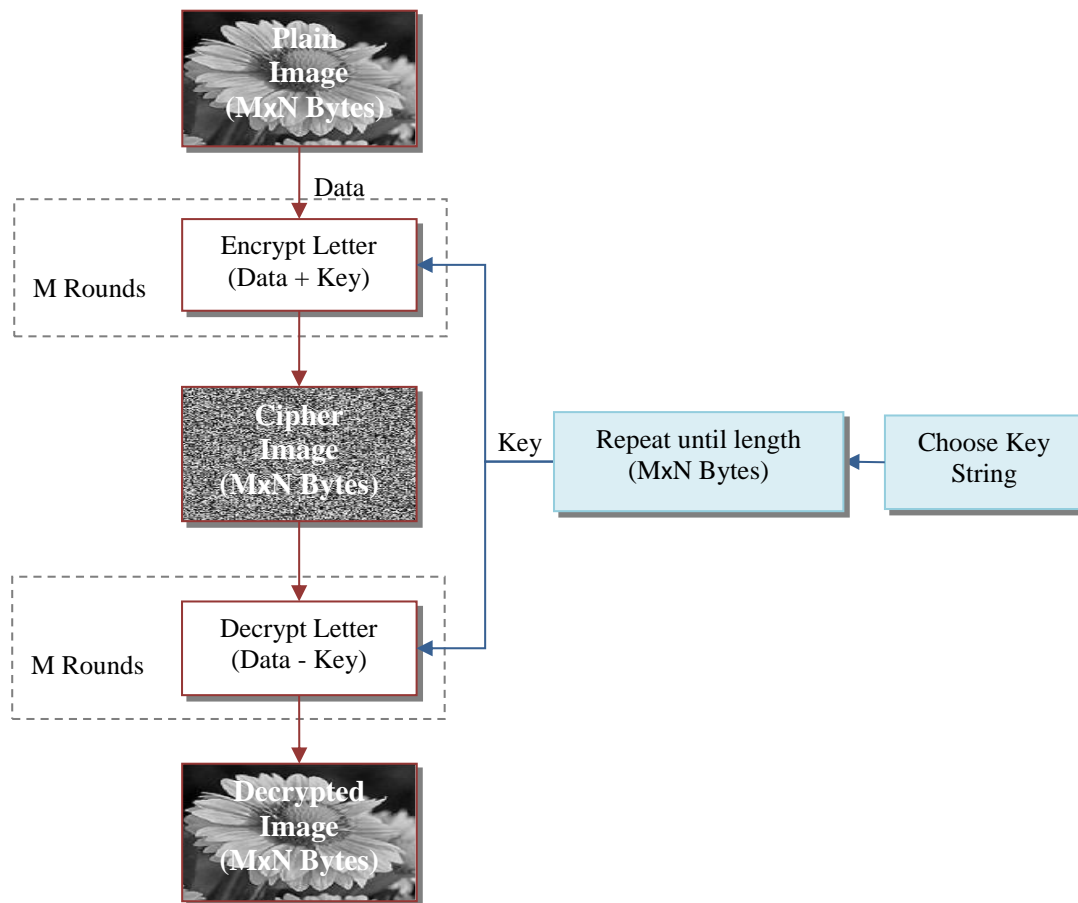 Plain
Image
(MxN Bytes)
Data
Encrypt Letter
(Data + Key)
M Rounds
Cipher
Image
(MxN Bytes)
Key
Repeat until length
(MxN Bytes)
Choose Key
String
Decrypt Letter
(Data - Key)
M Rounds
Decrypted
Image
(MxN Bytes)